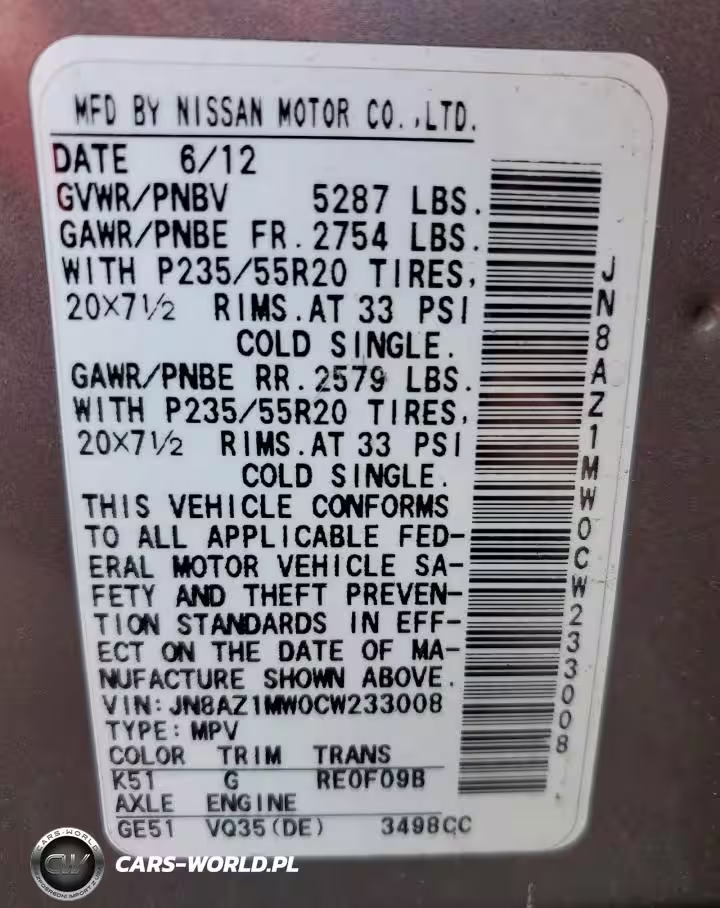 MFD BY NISSAN MOTOR CO.,LTD.
DATE 6/12
GVWR/PNBV 5287 LBS.
GAWR/PNBE FR. 2754 LBS.
WITH P235/55R20 TIRES,
20×7½ RIMS.AT 33 PSI
COLD SINGLE.
GAWR/PNBE RR. 2579 LBS.
WITH P235/55R20 TIRES,
20×7½ RIMS.AT 33 PSI
COLD SINGLE.
THIS VEHICLE CONFORMS
TO ALL APPLICABLE FED-
ERAL MOTOR VEHICLE SA-
FETY AND THEFT PREVEN-
TION STANDARDS IN EFF-
ECT ON THE DATE OF MA-
NUFACTURE SHOWN ABOVE.
VIN:JN8AZ1MW0CW233008
TYPE:MPV
COLOR TRIM TRANS
K51 G RE0F09B
AXLE ENGINE
GE51 VQ35(DE) 3498CC
JN8AZ1MW0CW233008
CARS-WORLD.PL
CARS-WORLD
CW